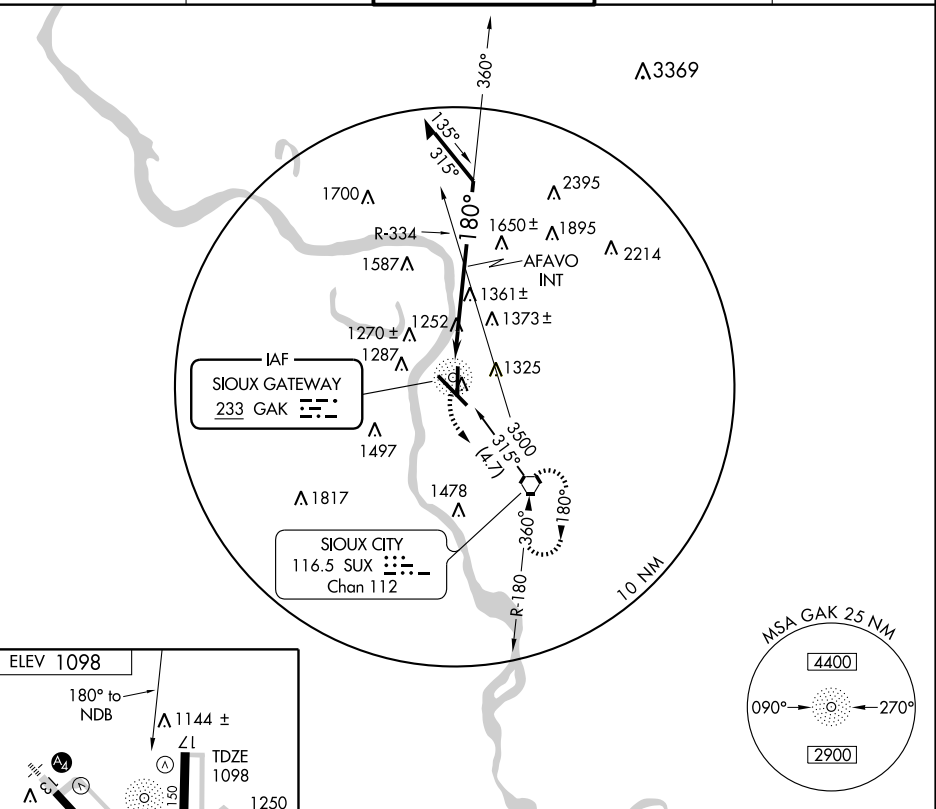 360°
3369
135°
315°
1700
2395
180°
R-334
1650 ±
1895
2214
1587
AFAVO
INT
1361 ±
1252
1373 ±
1270 ±
1287
IAF
SIOUX GATEWAY
233 GAK
1325
1497
3500
315°
(4.7)
1817
1478
180°
360°
SIOUX CITY
116.5 SUX
Chan 112
R-180
10 NM
MSA GAK 25 NM
4400
090°
270°
2900
ELEV 1098
180° to
NDB
1144 ±
17
TDZE
1098
A4
V
V
13
150
1250